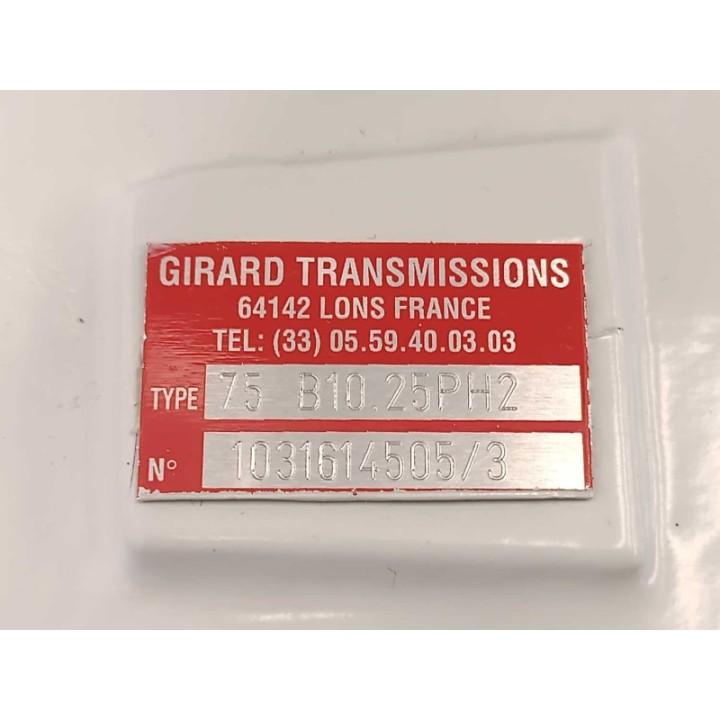 GIRARD TRANSMISSIONS
64142 LONS FRANCE
TEL: (33) 05.59.40.03.03
TYPE 75 B10.25PH2
N° 1031614505/3